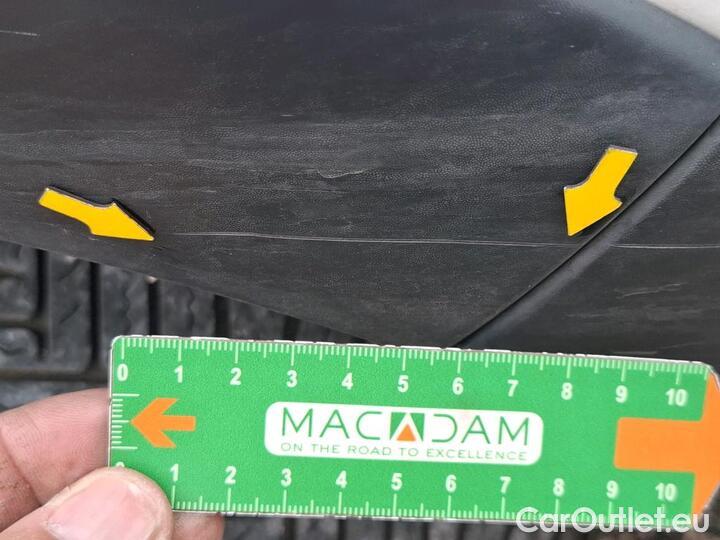 0 1 2 3 4 5 6 7 8 9 10
MACADAM
ON THE ROAD TO EXCELLENCE
1 2 3 4 5 6 7 8 9 10
CarOutlet.eu